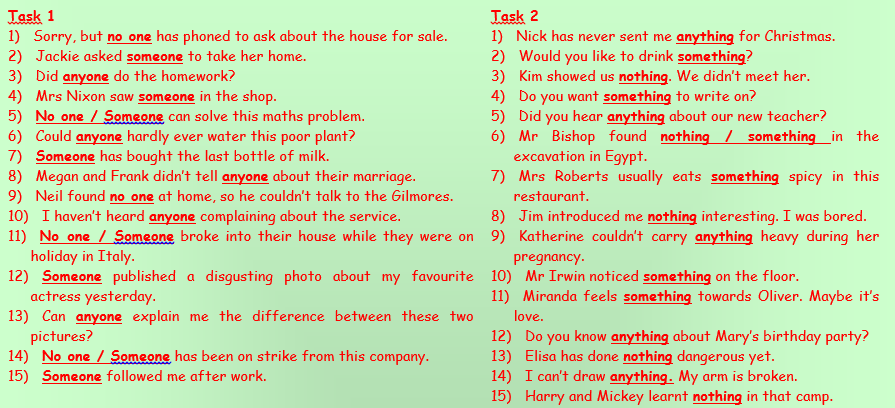 Task 1
1) Sorry, but no one has phoned to ask about the house for sale.
2) Jackie asked someone to take her home.
3) Did anyone do the homework?
4) Mrs Nixon saw someone in the shop.
5) No one / Someone can solve this maths problem.
6) Could anyone hardly ever water this poor plant?
7) Someone has bought the last bottle of milk.
8) Megan and Frank didn't tell anyone about their marriage.
9) Neil found no one at home, so he couldn't talk to the Gilmores.
10) I haven't heard anyone complaining about the service.
11) No one / Someone broke into their house while they were on
holiday in Italy.
12) Someone published a disgusting photo about my favourite
actress yesterday.
13) Can anyone explain me the difference between these two
pictures?
14) No one / Someone has been on strike from this company.
15) Someone followed me after work.
Task 2
1) Nick has never sent me anything for Christmas.
2) Would you like to drink something?
3) Kim showed us nothing. We didn't meet her.
4) Do you want something to write on?
5) Did you hear anything about our new teacher?
6) Mr Bishop found nothing / something in the
excavation in Egypt.
7) Mrs Roberts usually eats something spicy in this
restaurant.
8) Jim introduced me nothing interesting. I was bored.
9) Katherine couldn't carry anything heavy during her
pregnancy.
10) Mr Irwin noticed something on the floor.
11) Miranda feels something towards Oliver. Maybe it's
love.
12) Do you know anything about Mary's birthday party?
13) Elisa has done nothing dangerous yet.
14) I can't draw anything. My arm is broken.
15) Harry and Mickey learnt nothing in that camp.